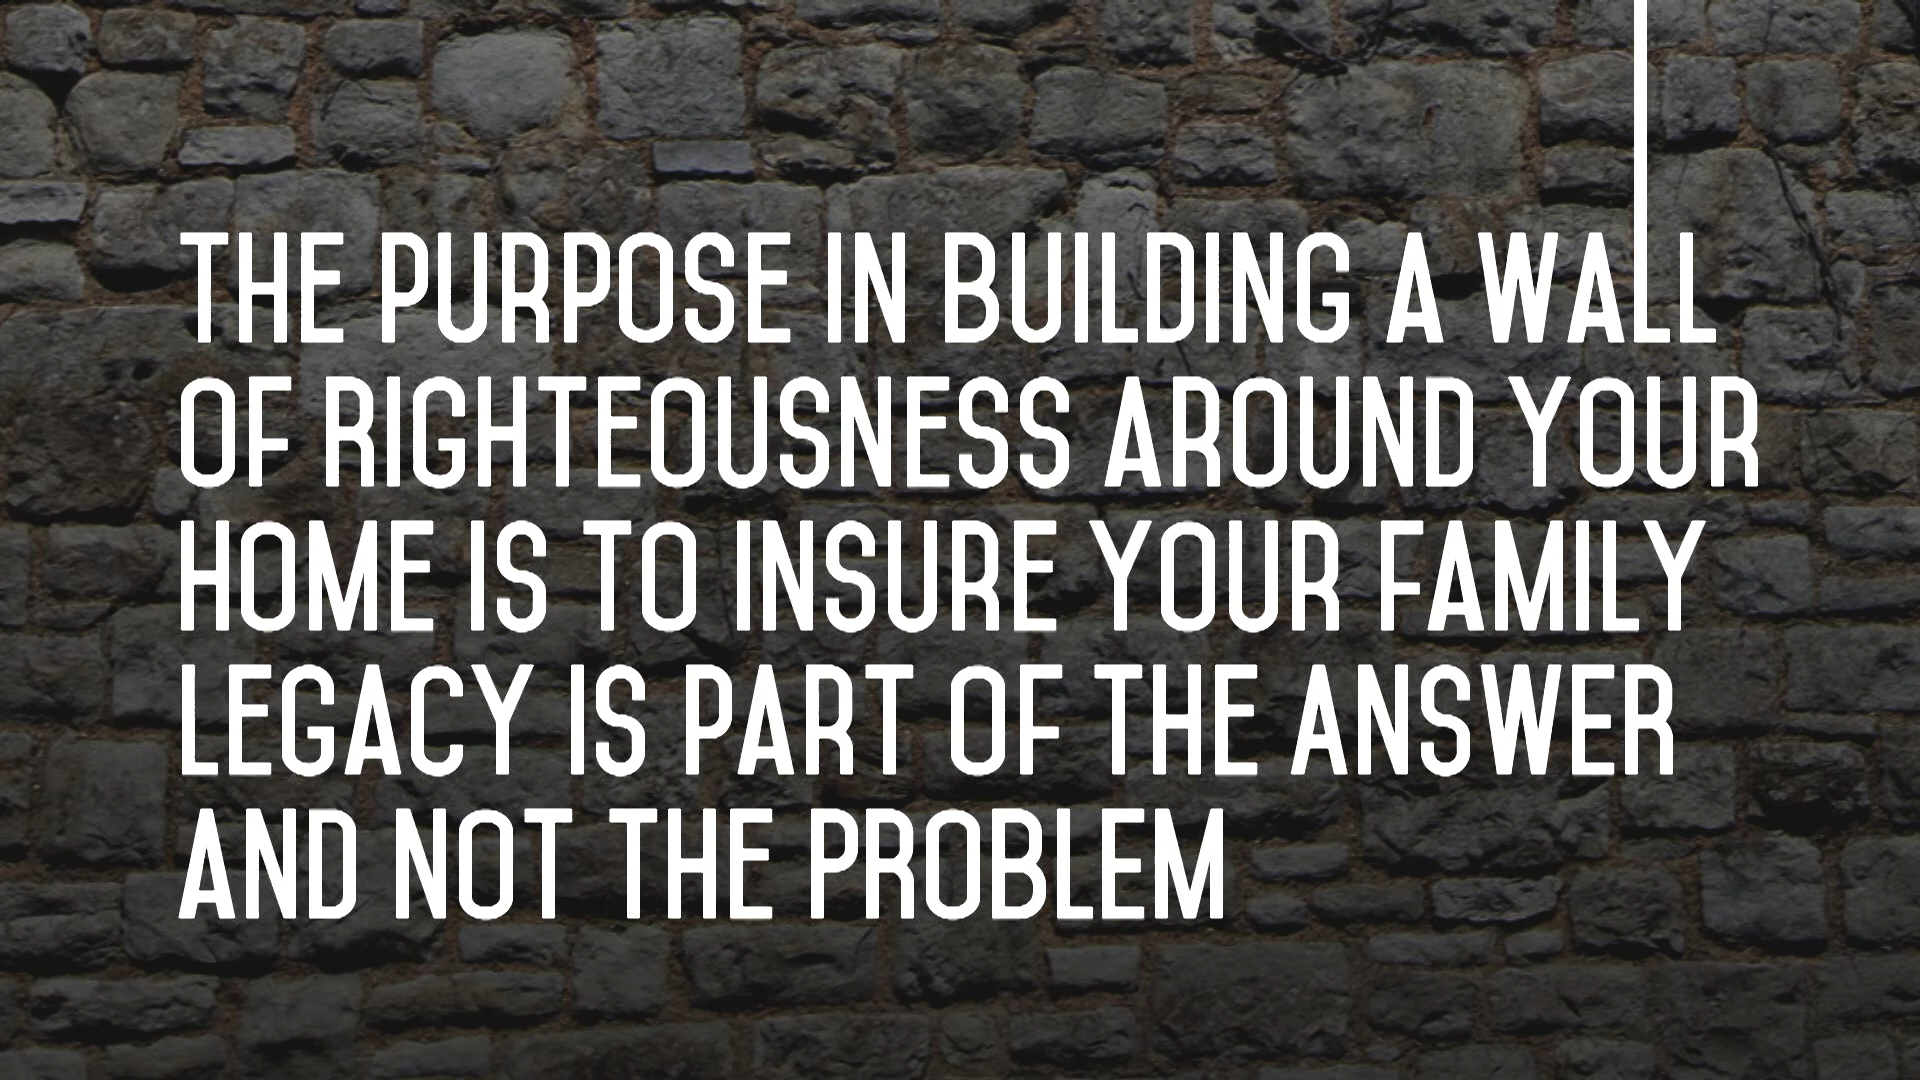 THE PURPOSE IN BUILDING A WALL
OF RIGHTEOUSNESS AROUND YOUR
HOME IS TO INSURE YOUR FAMILY
LEGACY IS PART OF THE ANSWER
AND NOT THE PROBLEM